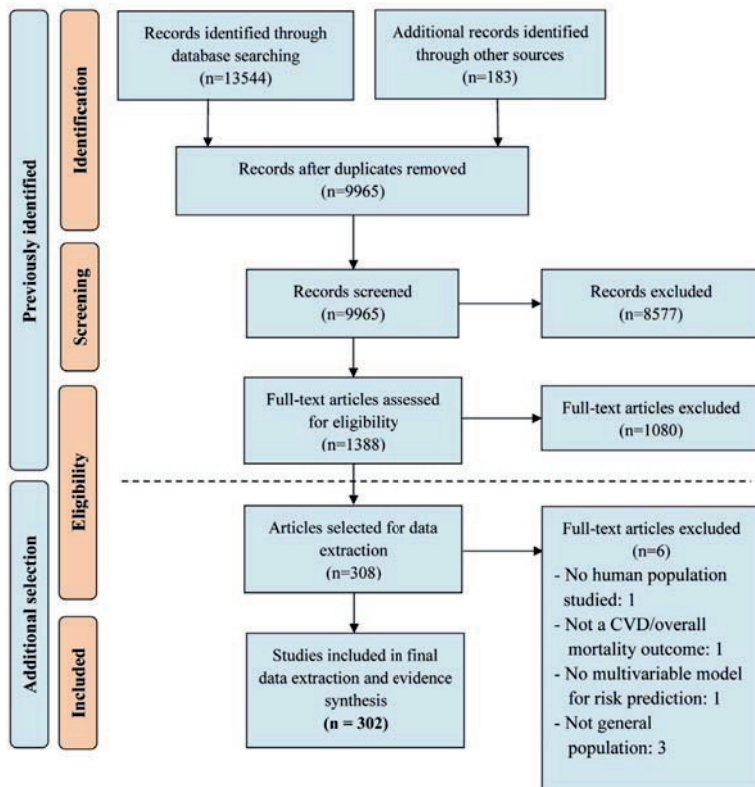 Previously identified
Additional selection
Identification
Screening
Eligibility
Included
Records identified through
database searching
(n=13544)
Additional records identified
through other sources
(n=183)
Records after duplicates removed
(n=9965)
Records screened
(n=9965)
Records excluded
(n=8577)
Full-text articles assessed
for eligibility
(n=1388)
Full-text articles excluded
(n=1080)
Articles selected for data
extraction
(n=308)
Full-text articles excluded
(n=6)
- No human population
studied: 1
- Not a CVD/overall
mortality outcome: 1
- No multivariable model
for risk prediction: 1
- Not general
population: 3
Studies included in final
data extraction and evidence
synthesis
(n = 302)